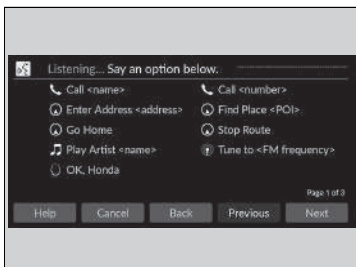 Listening... Say an option below.
Call <name>
Call <number>
Enter Address <address>
Find Place <POI>
Go Home
Stop Route
Play Artist <name>
Tune to <FM frequency>
OK, Honda
Page 1 of 3
Help Cancel Back Previous Next